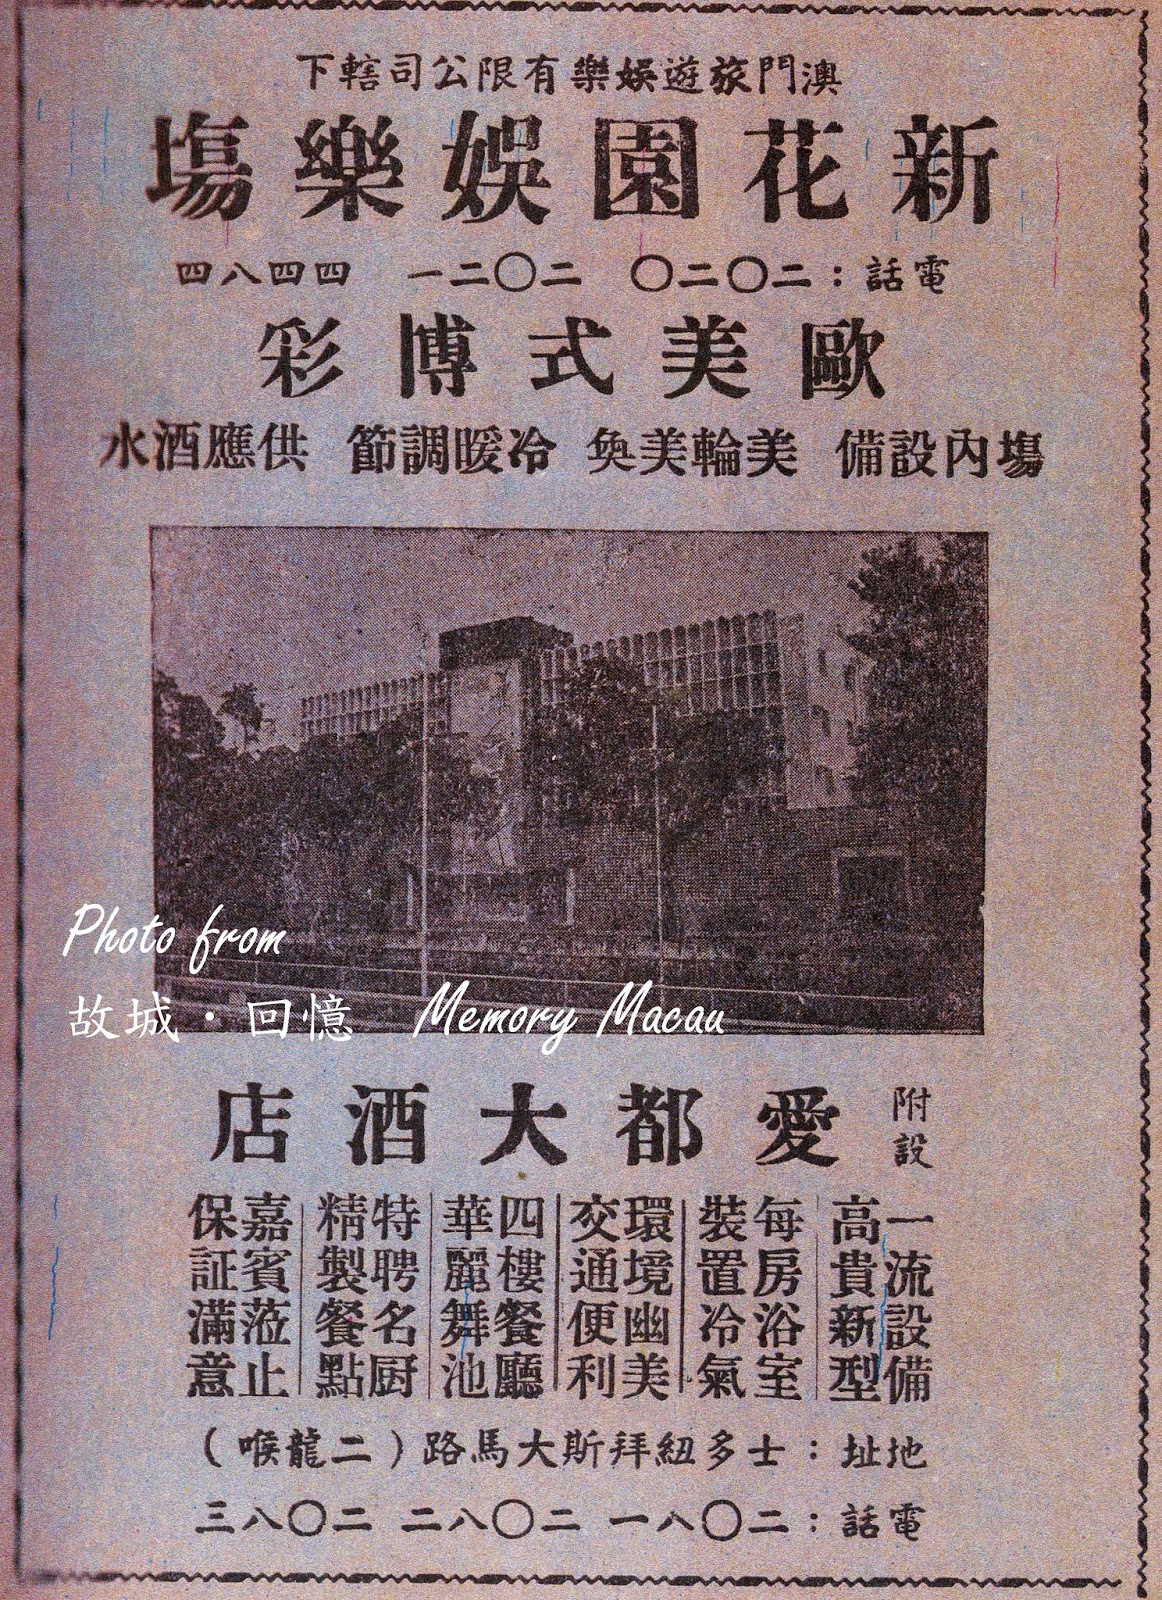 澳門旅遊娛樂有限公司轄下
新花園娛樂塲
電話：二〇二〇 二〇二一 四四八四
歐美式博彩
塲內設備 美輪美奐 冷暖調節 供應酒水
Photo from
故城·回憶 Memory Macau
附設
愛都大酒店
一流設備
高貴新型
每房浴室
裝置冷氣
環境幽美
交通便利
四樓餐廳
華麗舞池
特聘名厨
精製餐點
嘉賓蒞止
保証滿意
地址：士多紐拜斯大馬路（二龍喉）
電話：二〇八一 二〇八二 二〇八三